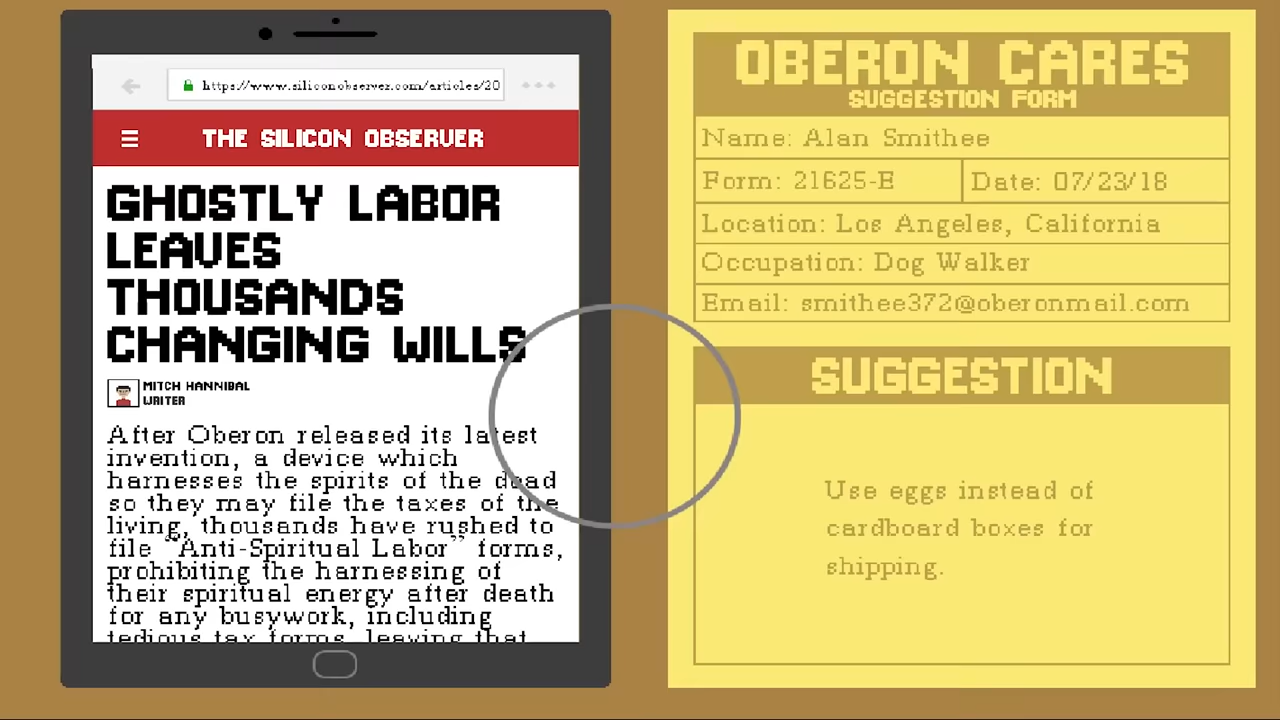 https://www.siliconobserver.com/articles/20
THE SILICON OBSERVER
GHOSTLY LABOR
LEAVES
THOUSANDS
CHANGING WILLS
MITCH HANNIBAL
WRITER
After Oberon released its latest
invention, a device which
harnesses the spirits of the dead
so they may file the taxes of the
living, thousands have rushed to
file “Anti-Spiritual Labor” forms,
prohibiting the harnessing of
their spiritual energy after death
for any busywork, including
tedious tax forms, leaving that
OBERON CARES
SUGGESTION FORM
Name: Alan Smithee
Form: 21625-E
Date: 07/23/18
Location: Los Angeles, California
Occupation: Dog Walker
Email: smithee372@oberonmail.com
SUGGESTION
Use eggs instead of
cardboard boxes for
shipping.